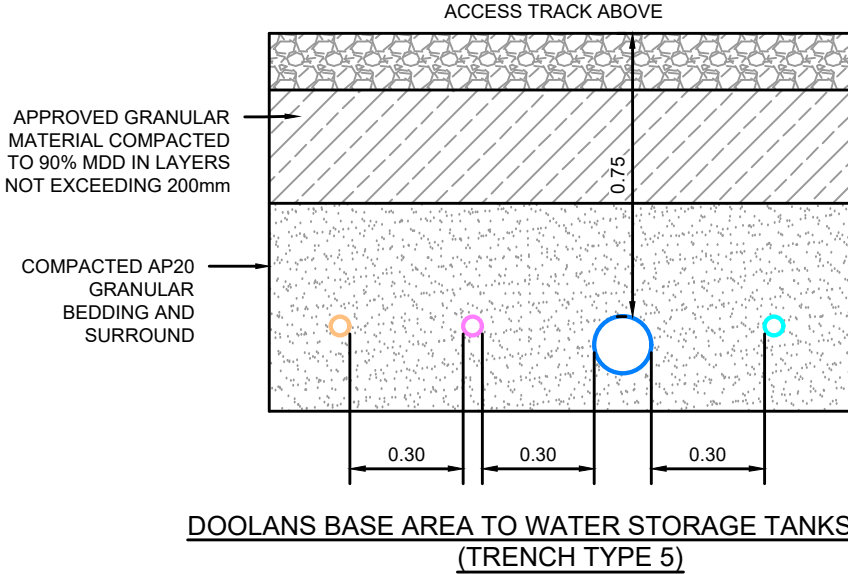 ACCESS TRACK ABOVE
APPROVED GRANULAR
MATERIAL COMPACTED
TO 90% MDD IN LAYERS
NOT EXCEEDING 200mm
0.75
COMPACTED AP20
GRANULAR
BEDDING AND
SURROUND
0.30
0.30
0.30
DOOLANS BASE AREA TO WATER STORAGE TANKS
(TRENCH TYPE 5)